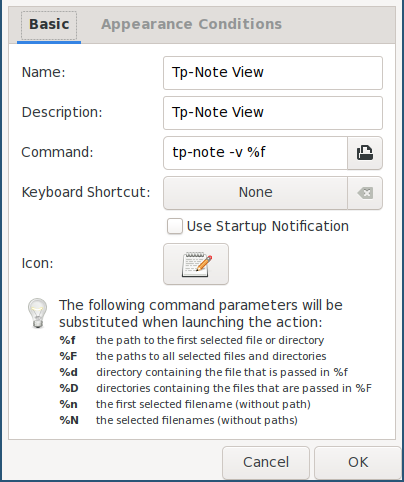 Basic Appearance Conditions
Name: Tp-Note View
Description: Tp-Note View
Command: tp-note -v %f
Keyboard Shortcut: None
Use Startup Notification
Icon:
The following command parameters will be
substituted when launching the action:
%f the path to the first selected file or directory
%F the paths to all selected files and directories
%d directory containing the file that is passed in %f
%D directories containing the files that are passed in %F
%n the first selected filename (without path)
%N the selected filenames (without paths)
Cancel OK